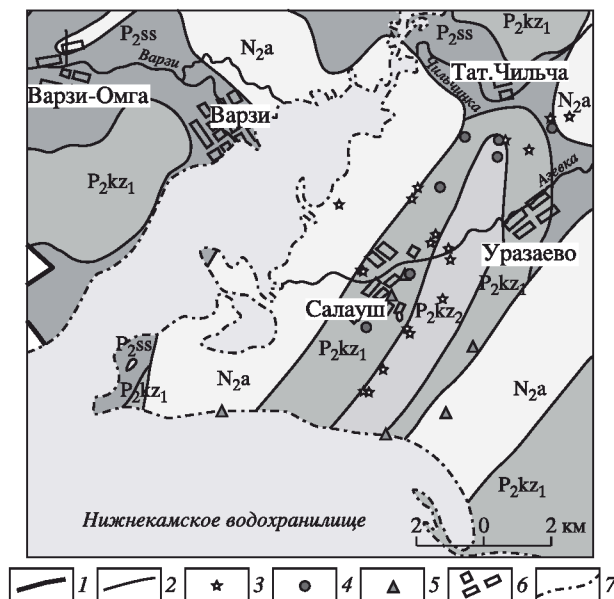 P₂ss
N₂a
P₂ss
P₂kz₁
Варзи
Чильчинка
Тат.Чильча
Варзи-Омга
Варзи
N₂a
P₂kz₁
Азевка
Уразаево
Салауш
P₂kz₂
P₂kz₁
P₂ss
P₂kz₁
P₂kz₁
N₂a
N₂a
P₂kz₁
Нижнекамское водохранилище
2 0 2 км
1 2 3 4 5 6 7